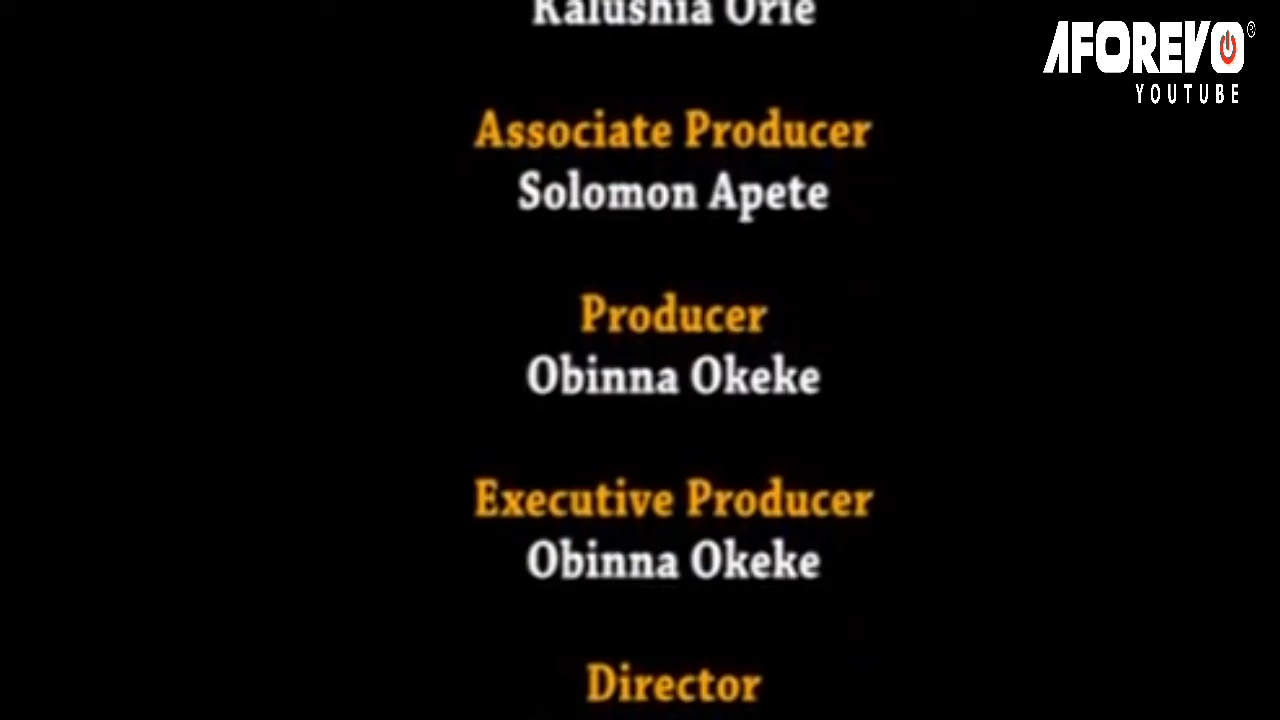 Kalushia Orie
AFOREVO®
YOUTUBE
Associate Producer
Solomon Apete
Producer
Obinna Okeke
Executive Producer
Obinna Okeke
Director